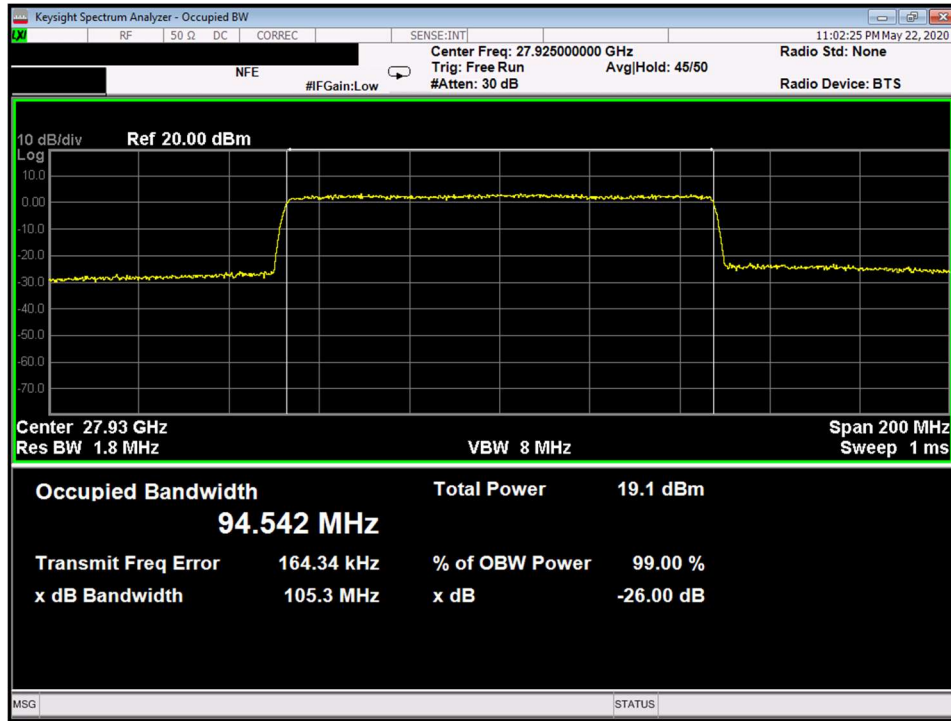 Keysight Spectrum Analyzer - Occupied BW
LXI RF 50 Ω DC CORREC SENSE:INT 11:02:25 PM May 22, 2020
Center Freq: 27.925000000 GHz Radio Std: None
NFE Trig: Free Run Avg|Hold: 45/50
#IFGain:Low #Atten: 30 dB Radio Device: BTS
10 dB/div Ref 20.00 dBm
Log
10.0
0.00
-10.0
-20.0
-30.0
-40.0
-50.0
-60.0
-70.0
Center 27.93 GHz Span 200 MHz
Res BW 1.8 MHz VBW 8 MHz Sweep 1 ms
Occupied Bandwidth Total Power 19.1 dBm
94.542 MHz
Transmit Freq Error 164.34 kHz % of OBW Power 99.00 %
x dB Bandwidth 105.3 MHz x dB -26.00 dB
MSG STATUS